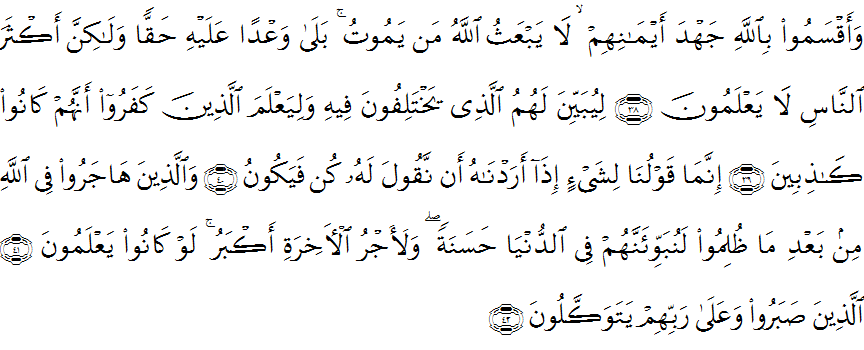 وَأَقْسَمُوا۟ بِٱللَّهِ جَهْدَ أَيْمَـٰنِهِمْ ۙ لَا يَبْعَثُ ٱللَّهُ مَن يَمُوتُ ۚ بَلَىٰ وَعْدًا عَلَيْهِ حَقًّا وَلَـٰكِنَّ أَكْثَرَ
ٱلنَّاسِ لَا يَعْلَمُونَ ﴿٣٨﴾ لِيُبَيِّنَ لَهُمُ ٱلَّذِى يَخْتَلِفُونَ فِيهِ وَلِيَعْلَمَ ٱلَّذِينَ كَفَرُوٓا۟ أَنَّهُمْ كَانُوا۟
كَـٰذِبِينَ ﴿٣٩﴾ إِنَّمَا قَوْلُنَا لِشَىْءٍ إِذَآ أَرَدْنَـٰهُ أَن نَّقُولَ لَهُۥ كُن فَيَكُونُ ﴿٤٠﴾ وَٱلَّذِينَ هَاجَرُوا۟ فِى ٱللَّهِ
مِنۢ بَعْدِ مَا ظُلِمُوا۟ لَنُبَوِّئَنَّهُمْ فِى ٱلدُّنْيَا حَسَنَةً ۖ وَلَأَجْرُ ٱلْـَٔاخِرَةِ أَكْبَرُ ۚ لَوْ كَانُوا۟ يَعْلَمُونَ ﴿٤١﴾
ٱلَّذِينَ صَبَرُوا۟ وَعَلَىٰ رَبِّهِمْ يَتَوَكَّلُونَ ﴿٤٢﴾